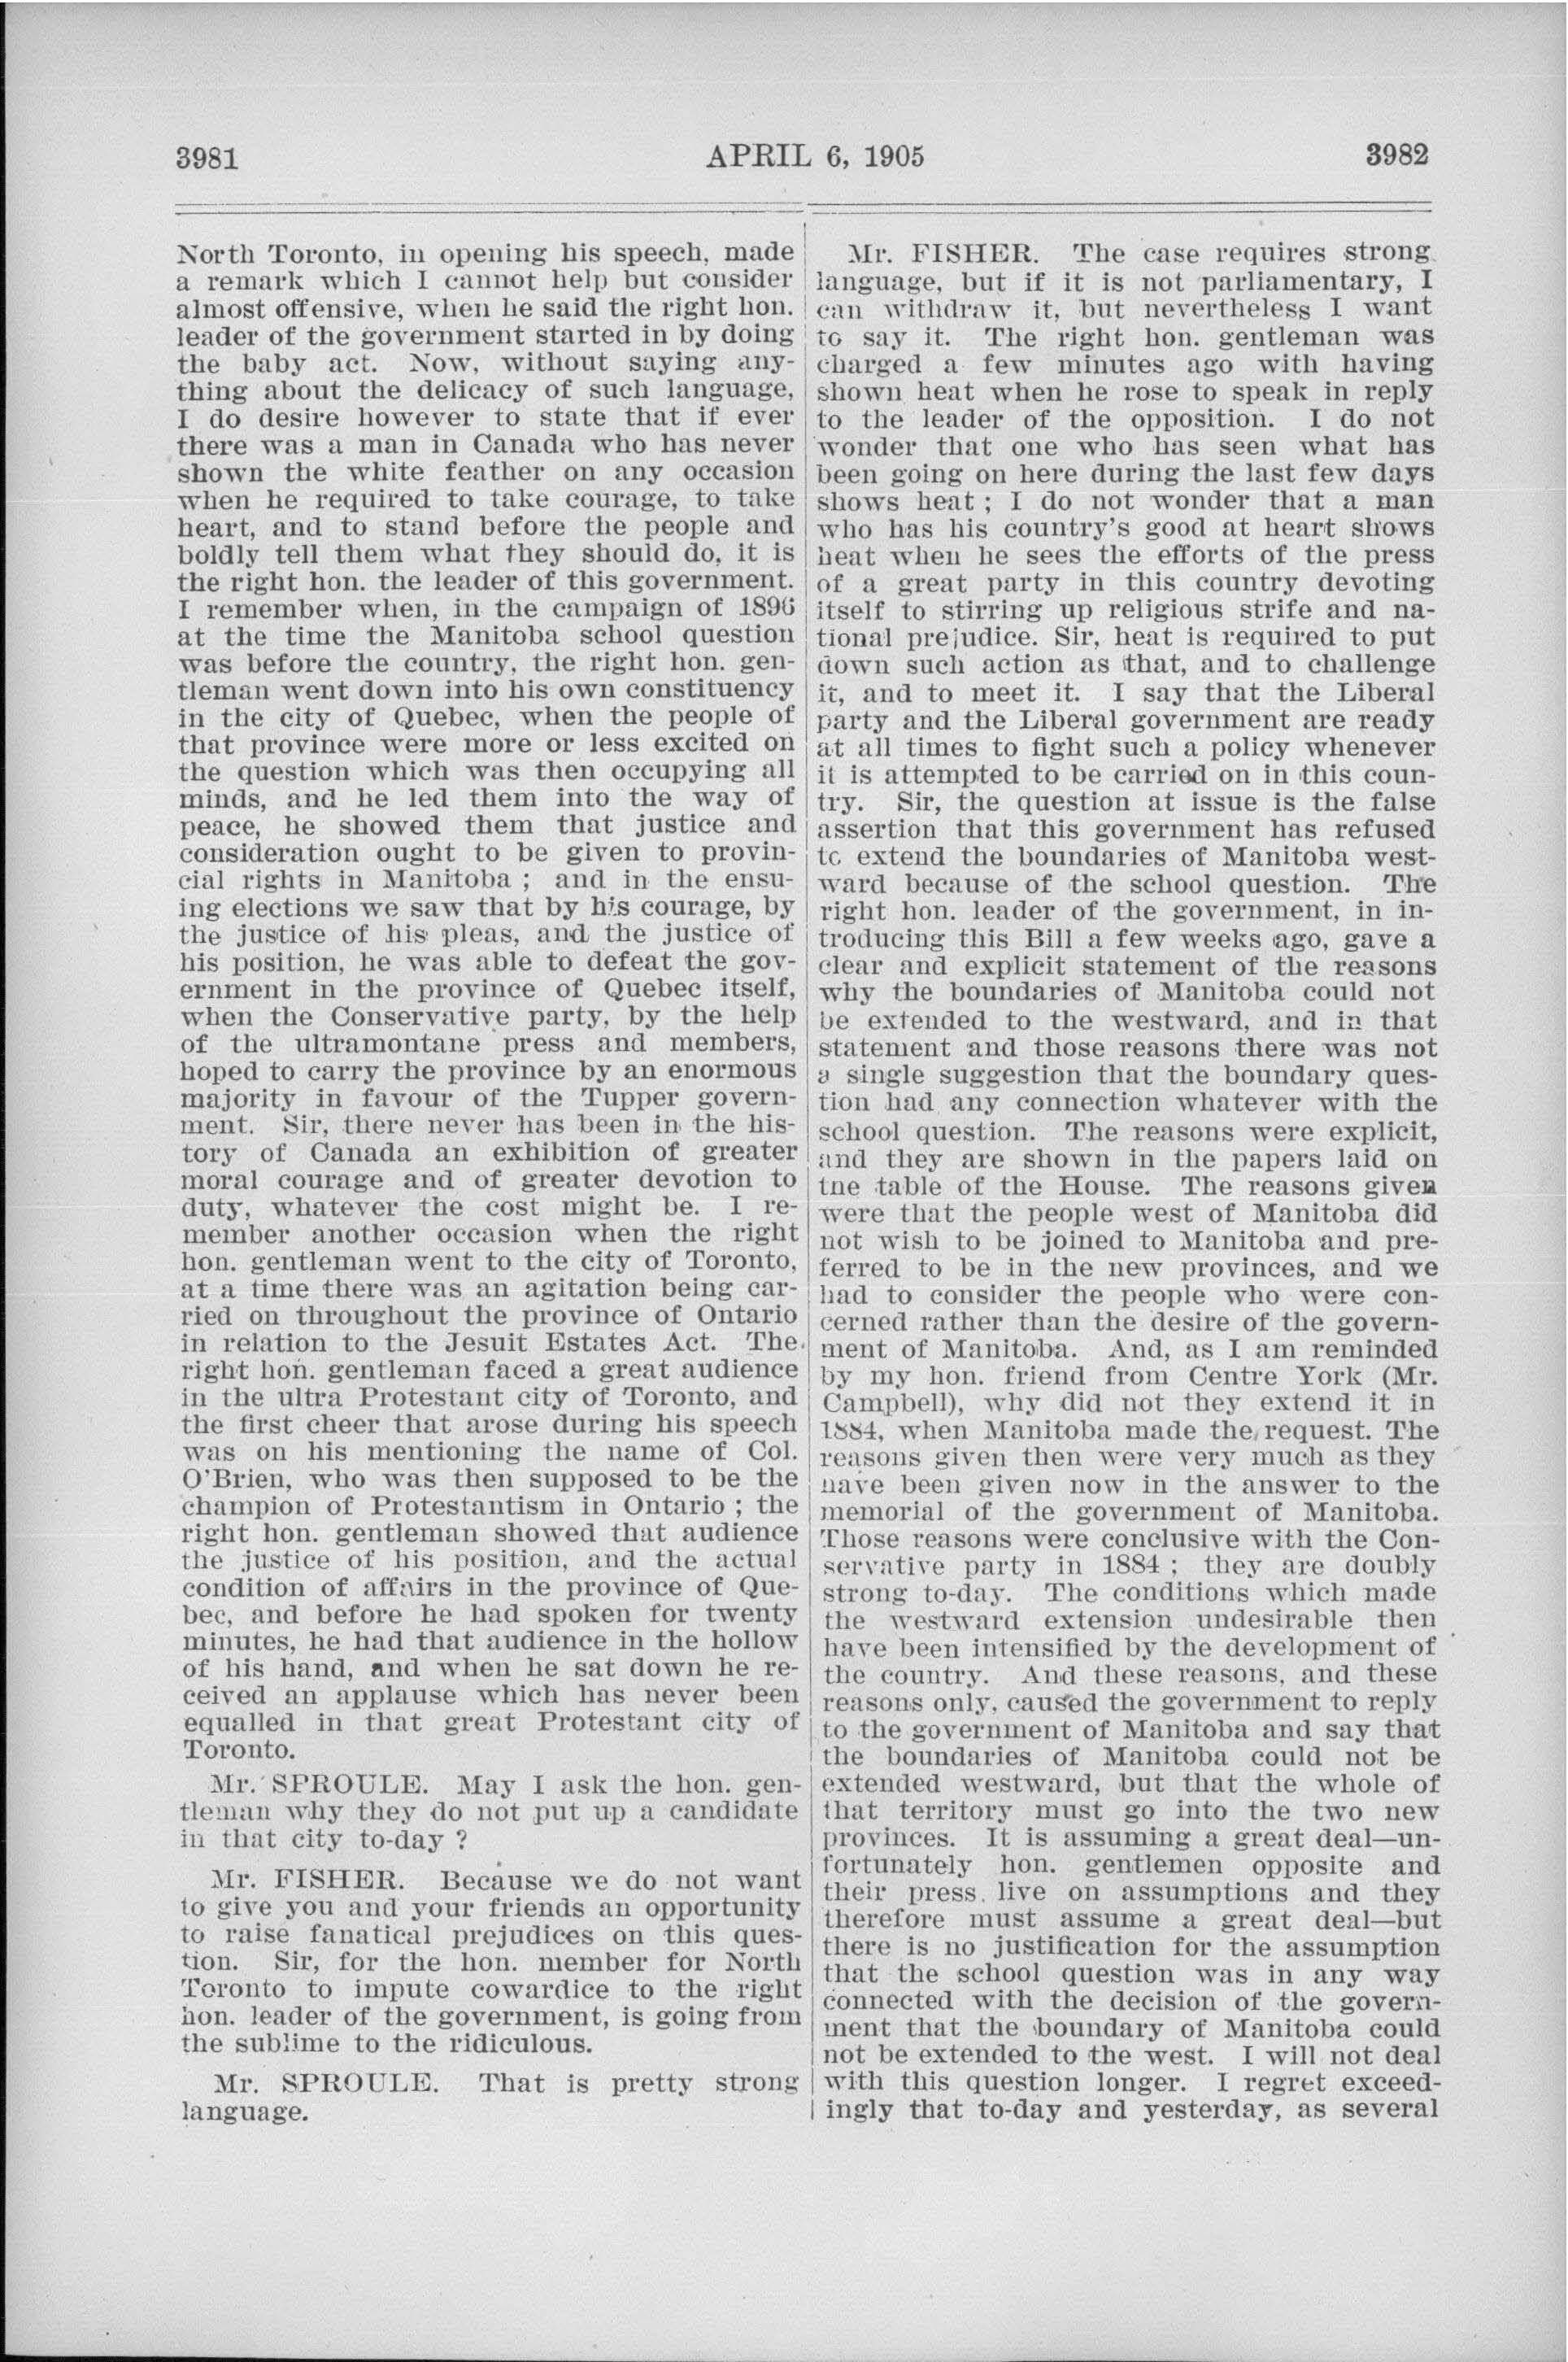 3981
APRIL 6, 1905
3982
North Toronto, in opening his speech, made
a remark which I cannot help but consider
almost offensive, when he said the right hon.
leader of the government started in by doing
the baby act. Now, without saying any-
thing about the delicacy of such language,
I do desire however to state that if ever
there was a man in Canada who has never
shown the white feather on any occasion
when he required to take courage, to take
heart, and to stand before the people and
boldly tell them what they should do, it is
the right hon. the leader of this government.
I remember when, in the campaign of 1896
at the time the Manitoba school question
was before the country, the right hon. gen-
tleman went down into his own constituency
in the city of Quebec, when the people of
that province were more or less excited on
the question which was then occupying all
minds, and he led them into the way of
peace, he showed them that justice and
consideration ought to be given to provin-
cial rights in Manitoba ; and in the ensu-
ing elections we saw that by his courage, by
the justice of his pleas, and the justice of
his position, he was able to defeat the gov-
ernment in the province of Quebec itself,
when the Conservative party, by the help
of the ultramontane press and members,
hoped to carry the province by an enormous
majority in favour of the Tupper govern-
ment. Sir, there never has been in the his-
tory of Canada an exhibition of greater
moral courage and of greater devotion to
duty, whatever the cost might be. I re-
member another occasion when the right
hon. gentleman went to the city of Toronto,
at a time there was an agitation being car-
ried on throughout the province of Ontario
in relation to the Jesuit Estates Act. The
right hon. gentleman faced a great audience
in the ultra Protestant city of Toronto, and
the first cheer that arose during his speech
was on his mentioning the name of Col.
O'Brien, who was then supposed to be the
champion of Protestantism in Ontario ; the
right hon. gentleman showed that audience
the justice of his position, and the actual
condition of affairs in the province of Que-
bec, and before he had spoken for twenty
minutes, he had that audience in the hollow
of his hand, and when he sat down he re-
ceived an applause which has never been
equalled in that great Protestant city of
Toronto.
Mr. SPROULE. May I ask the hon. gen-
tleman why they do not put up a candidate
in that city to-day ?
Mr. FISHER. Because we do not want
to give you and your friends an opportunity
to raise fanatical prejudices on this ques-
tion. Sir, for the hon. member for North
Toronto to impute cowardice to the right
hon. leader of the government, is going from
the sublime to the ridiculous.
Mr. SPROULE. That is pretty strong
language.
Mr. FISHER. The case requires strong
language, but if it is not parliamentary, I
can withdraw it, but nevertheless I want
to say it. The right hon. gentleman was
charged a few minutes ago with having
shown heat when he rose to speak in reply
to the leader of the opposition. I do not
wonder that one who has seen what has
been going on here during the last few days
shows heat ; I do not wonder that a man
who has his country's good at heart shows
heat when he sees the efforts of the press
of a great party in this country devoting
itself to stirring up religious strife and na-
tional prejudice. Sir, heat is required to put
down such action as that, and to challenge
it, and to meet it. I say that the Liberal
party and the Liberal government are ready
at all times to fight such a policy whenever
it is attempted to be carried on in this coun-
try. Sir, the question at issue is the false
assertion that this government has refused
to extend the boundaries of Manitoba west-
ward because of the school question. The
right hon. leader of the government, in in-
troducing this Bill a few weeks ago, gave a
clear and explicit statement of the reasons
why the boundaries of Manitoba could not
be extended to the westward, and in that
statement and those reasons there was not
a single suggestion that the boundary ques-
tion had any connection whatever with the
school question. The reasons were explicit,
and they are shown in the papers laid on
tne table of the House. The reasons given
were that the people west of Manitoba did
not wish to be joined to Manitoba and pre-
ferred to be in the new provinces, and we
had to consider the people who were con-
cerned rather than the desire of the govern-
ment of Manitoba. And, as I am reminded
by my hon. friend from Centre York (Mr.
Campbell), why did not they extend it in
1884, when Manitoba made the request. The
reasons given then were very much as they
have been given now in the answer to the
memorial of the government of Manitoba.
Those reasons were conclusive with the Con-
servative party in 1884 ; they are doubly
strong to-day. The conditions which made
the westward extension undesirable then
have been intensified by the development of
the country. And these reasons, and these
reasons only, caused the government to reply
to the government of Manitoba and say that
the boundaries of Manitoba could not be
extended westward, but that the whole of
that territory must go into the two new
provinces. It is assuming a great deal—un-
fortunately hon. gentlemen opposite and
their press live on assumptions and they
therefore must assume a great deal—but
there is no justification for the assumption
that the school question was in any way
connected with the decision of the govern-
ment that the boundary of Manitoba could
not be extended to the west. I will not deal
with this question longer. I regret exceed-
ingly that to-day and yesterday, as several